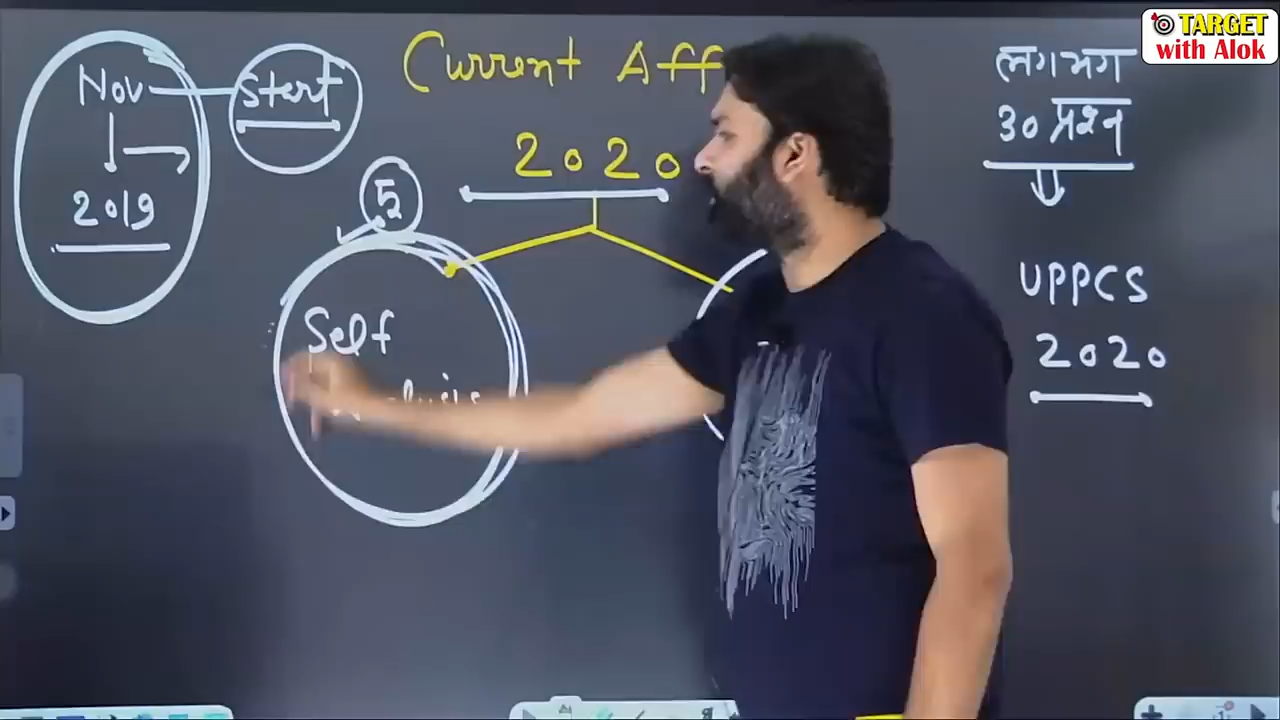 TARGET
with Alok
Current Aff
Nov
Start
2019
2020
5
Self
लगभग
30 प्रश्न
UPPCS
2020